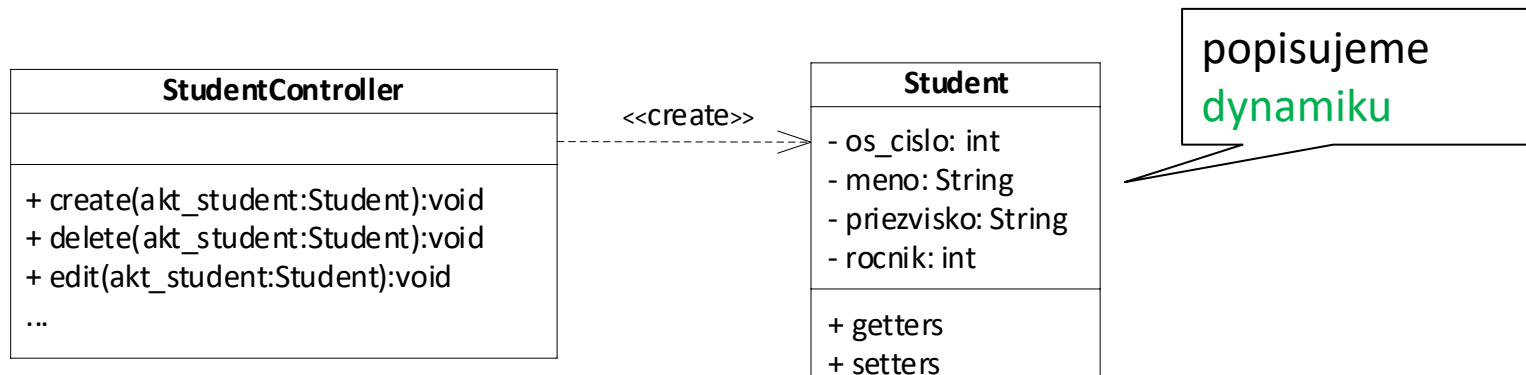 StudentController
+ create(akt_student:Student):void
+ delete(akt_student:Student):void
+ edit(akt_student:Student):void
...
<<create>>
Student
- os_cislo: int
- meno: String
- priezvisko: String
- rocnik: int
+ getters
+ setters
popisujeme
dynamiku